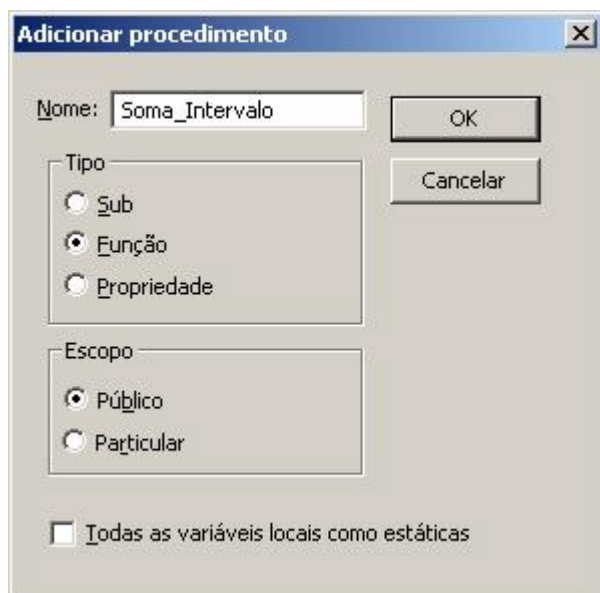 Adicionar procedimento
Nome: Soma_Intervalo
OK
Tipo
Cancelar
Sub
Função
Propriedade
Escopo
Público
Particular
Todas as variáveis locais como estáticas